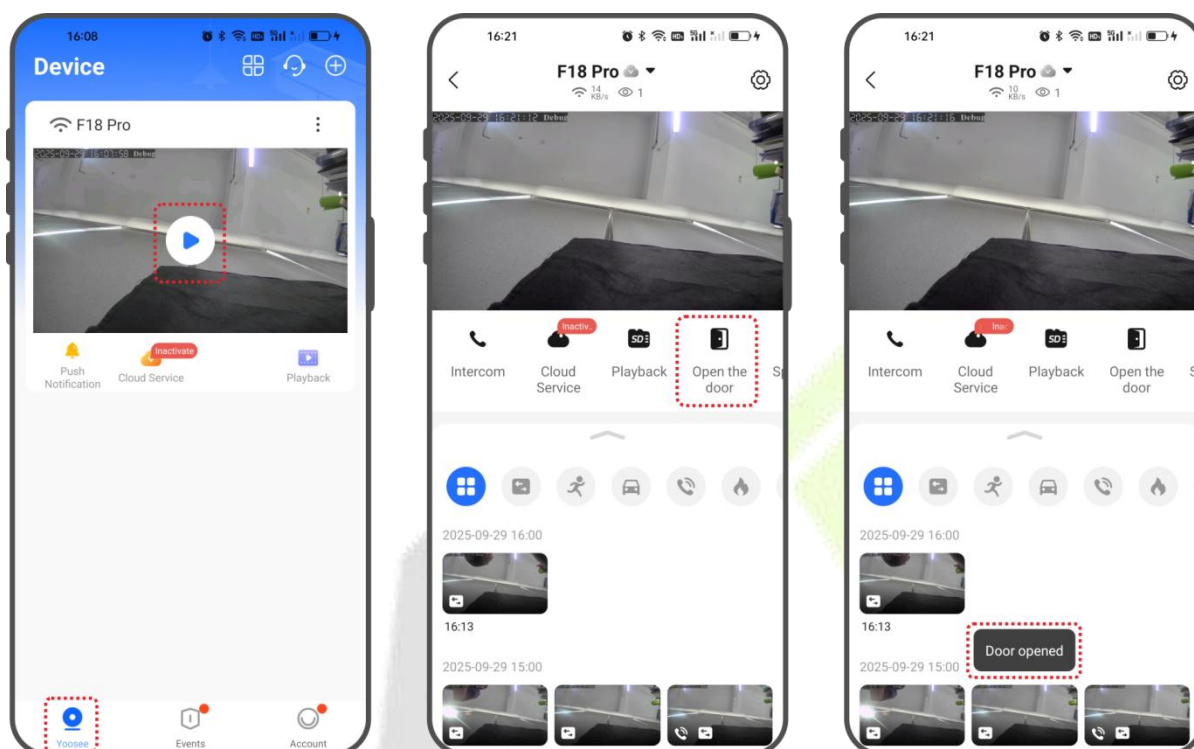 16:08
Device
F18 Pro
2025-09-29 16:01:58 Debug
Push
Notification
Inactivate
Cloud Service
Playback
Yoosee
Events
Account
16:21
F18 Pro
14
KB/s
1
2025-09-29 16:21:12 Debug
Intercom
Inactiv..
Cloud
Service
SD
Playback
Open the
door
2025-09-29 16:00
16:13
2025-09-29 15:00
16:21
F18 Pro
10
KB/s
1
2025-09-29 16:21:16 Debug
Intercom
Inac
Cloud
Service
SD
Playback
Open the
door
2025-09-29 16:00
16:13
Door opened
2025-09-29 15:00